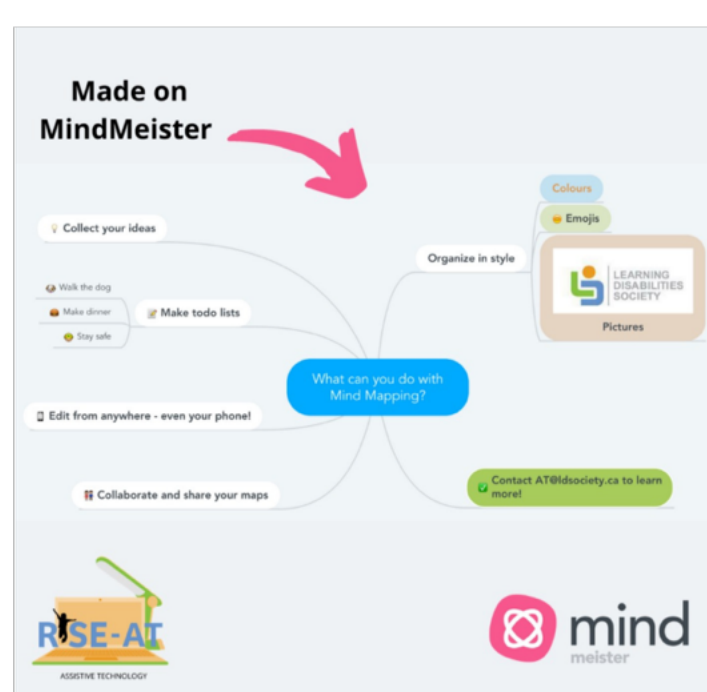 Made on
MindMeister
Colours
Emojis
Collect your ideas
Organize in style
LEARNING
DISABILITIES
SOCIETY
Pictures
Walk the dog
Make dinner
Stay safe
Make todo lists
What can you do with
Mind Mapping?
Edit from anywhere - even your phone!
Collaborate and share your maps
Contact AT@ldsociety.ca to learn
more!
RISE-AT
ASSISTIVE TECHNOLOGY
mind
meister